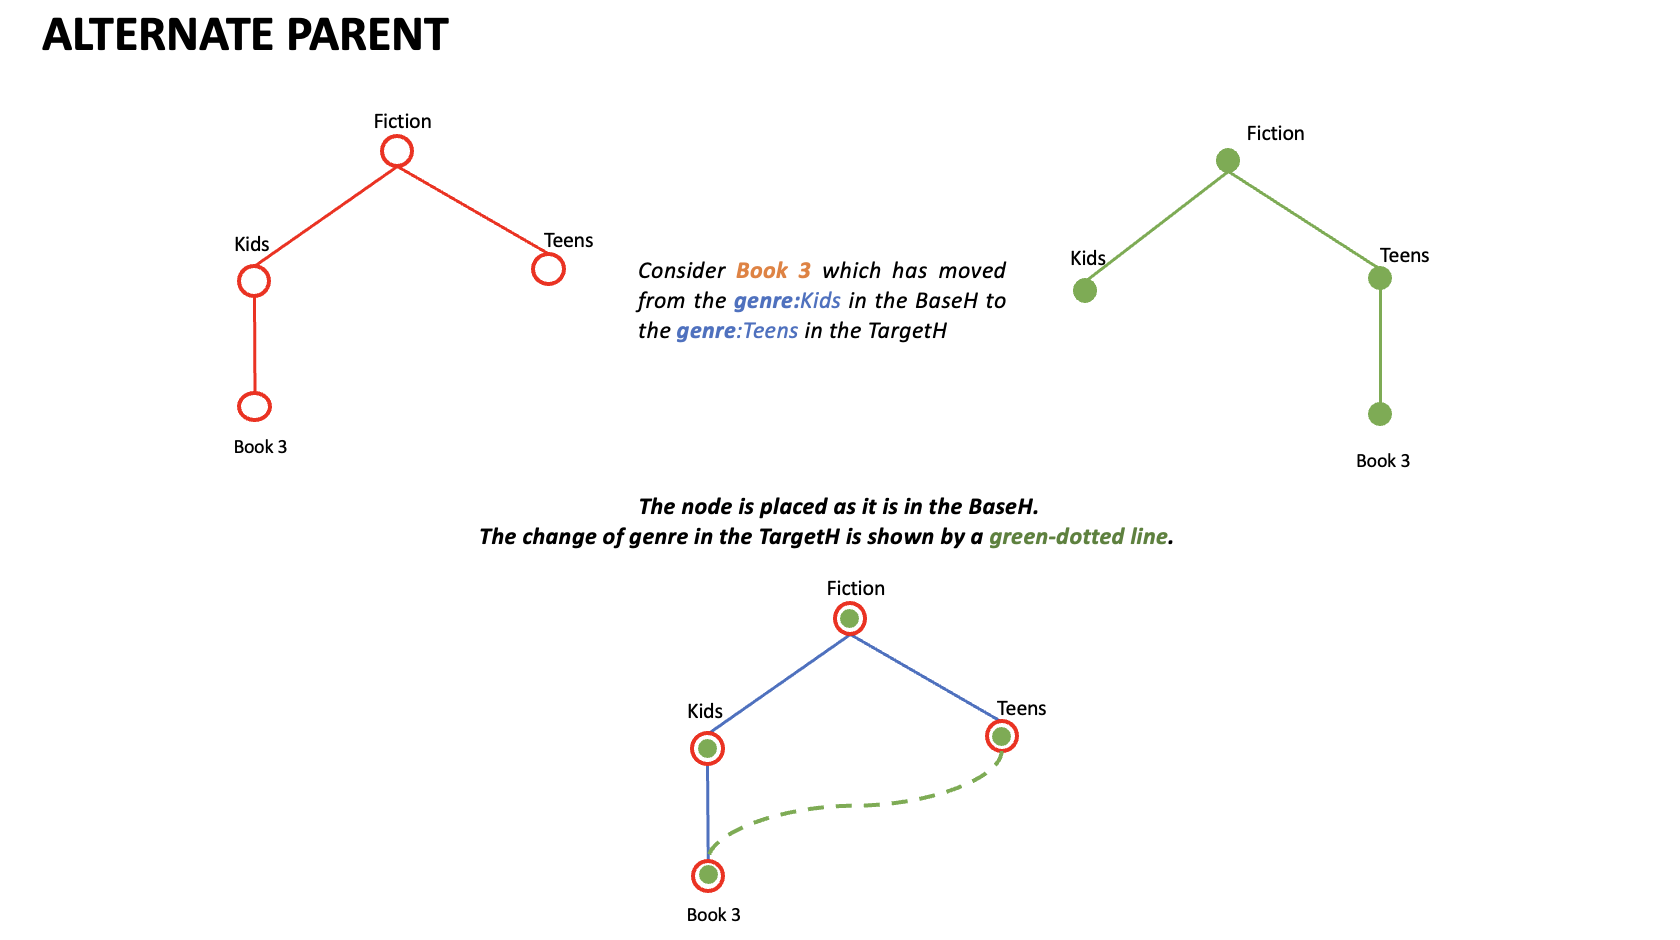 ALTERNATE PARENT
Fiction
Kids
Teens
Book 3
Consider Book 3 which has moved
from the genre:Kids in the BaseH to
the genre:Teens in the TargetH
Fiction
Kids
Teens
Book 3
The node is placed as it is in the BaseH.
The change of genre in the TargetH is shown by a green-dotted line.
Fiction
Kids
Teens
Book 3